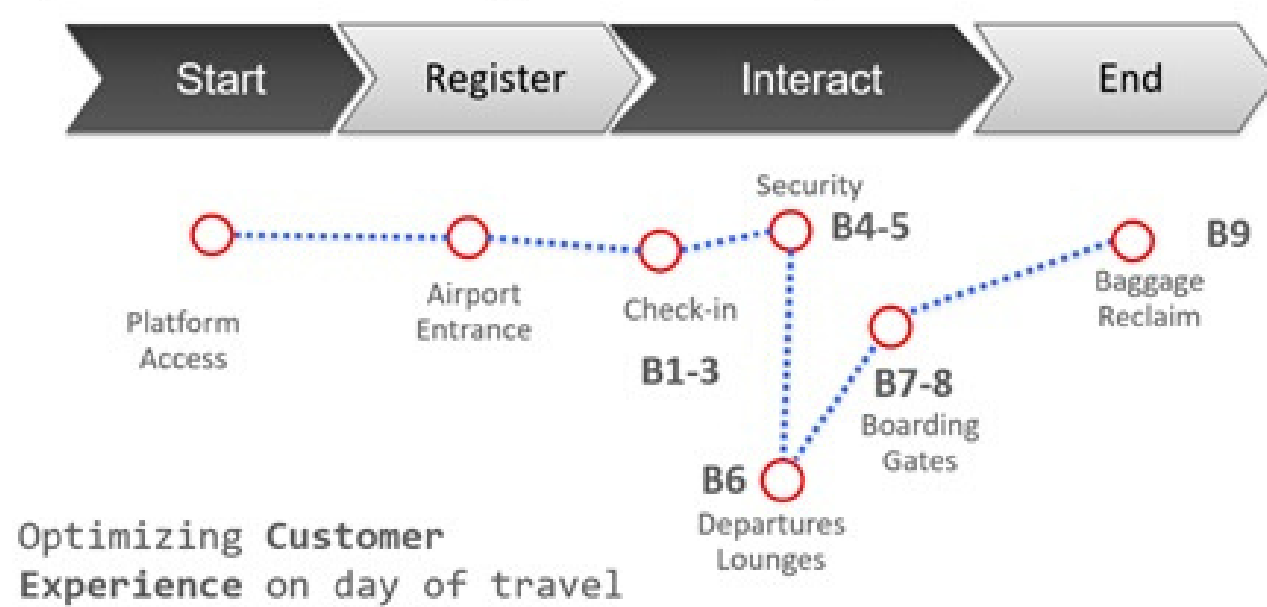 Start
Register
Interact
End
Security
B4-5
B9
Baggage
Reclaim
Airport
Entrance
Check-in
Platform
Access
B1-3
B7-8
Boarding
Gates
B6
Departures
Lounges
Optimizing Customer
Experience on day of travel